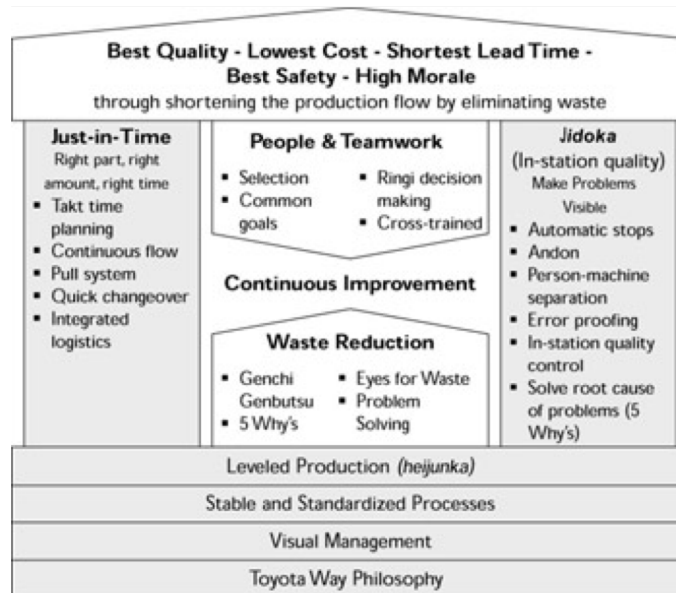 Best Quality - Lowest Cost - Shortest Lead Time -
Best Safety - High Morale
through shortening the production flow by eliminating waste
Just-in-Time
Right part, right
amount, right time
▪ Takt time
planning
▪ Continuous flow
▪ Pull system
▪ Quick changeover
▪ Integrated
logistics
People & Teamwork
▪ Selection
▪ Common
goals
▪ Ringi decision
making
▪ Cross-trained
Continuous Improvement
Waste Reduction
▪ Genchi
Genbutsu
▪ 5 Why's
▪ Eyes for Waste
▪ Problem
Solving
Jidoka
(In-station quality)
Make Problems
Visible
▪ Automatic stops
▪ Andon
▪ Person-machine
separation
▪ Error proofing
▪ In-station quality
control
▪ Solve root cause
of problems (5
Why's)
Leveled Production (heijunka)
Stable and Standardized Processes
Visual Management
Toyota Way Philosophy